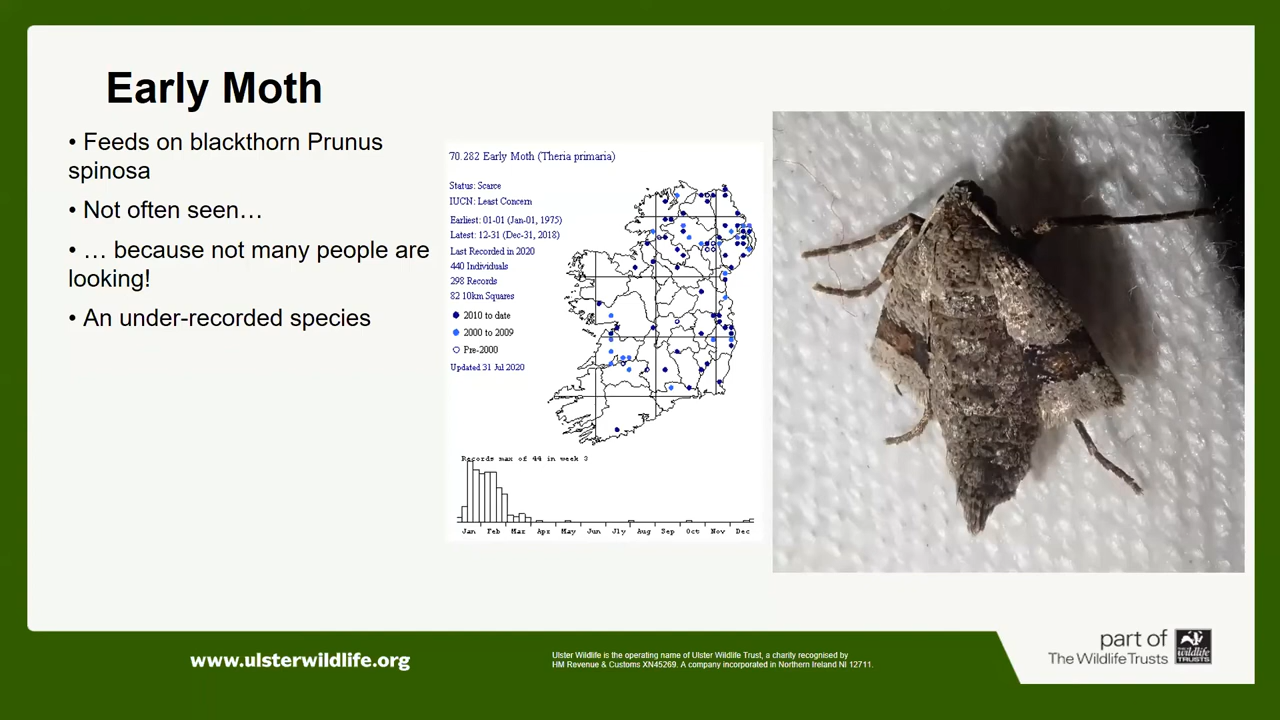 Early Moth
• Feeds on blackthorn Prunus
spinosa
• Not often seen…
• … because not many people are
looking!
• An under-recorded species
70.282 Early Moth (Theria primaria)
Status: Scarce
IUCN: Least Concern
Earliest: 01-01 (Jan-01, 1975)
Latest: 12-31 (Dec-31, 2018)
Last Recorded in 2020
440 Individuals
298 Records
82 10km Squares
2010 to date
2000 to 2009
Pre-2000
Updated 31 Jul 2020
Records max of 44 in week 3
Jan Feb Mar Apr May Jun Jly Aug Sep Oct Nov Dec
www.ulsterwildlife.org
Ulster Wildlife is the operating name of Ulster Wildlife Trust, a charity recognised by
HM Revenue & Customs XN45269. A company incorporated in Northern Ireland NI 12711.
part of
The Wildlife Trusts
THE
wildlife
TRUSTS